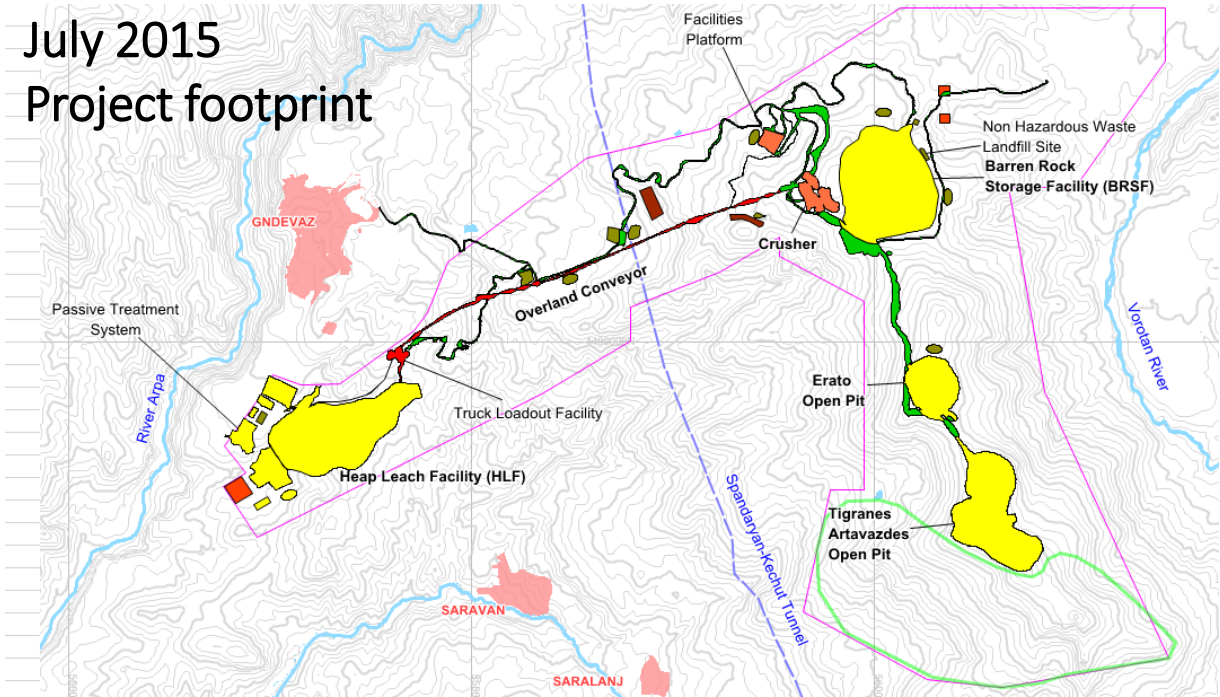 July 2015
Project footprint
Facilities
Platform
Non Hazardous Waste
Landfill Site
Barren Rock
Storage Facility (BRSF)
GNDEVAZ
Crusher
Overland Conveyor
Passive Treatment
System
River Arpa
Vorotan River
Erato
Open Pit
Truck Loadout Facility
Heap Leach Facility (HLF)
Spandaryan-Kechut Tunnel
Tigranes
Artavazdes
Open Pit
SARAVAN
SARALANJ